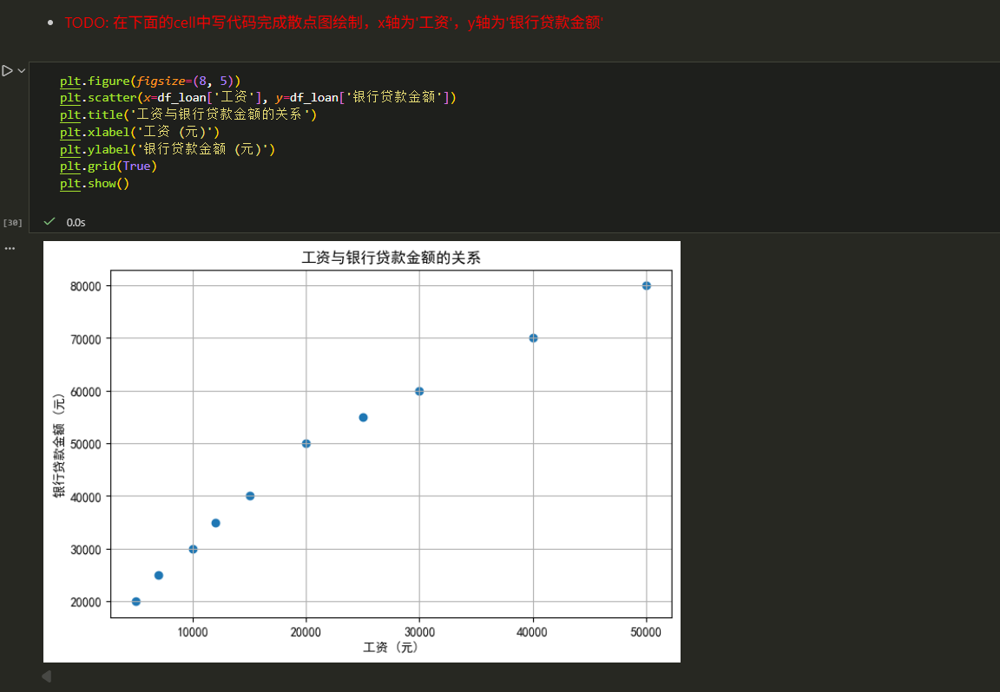 TODO: 在下面的cell中写代码完成散点图绘制，x轴为'工资'，y轴为'银行贷款金额'
plt.figure(figsize=(8, 5))
plt.scatter(x=df_loan['工资'], y=df_loan['银行贷款金额'])
plt.title('工资与银行贷款金额的关系')
plt.xlabel('工资 (元)')
plt.ylabel('银行贷款金额 (元)')
plt.grid(True)
plt.show()
[30]
0.0s
...
工资与银行贷款金额的关系
80000
70000
60000
50000
40000
30000
20000
银行贷款金额（元）
10000
20000
30000
40000
50000
工资（元）